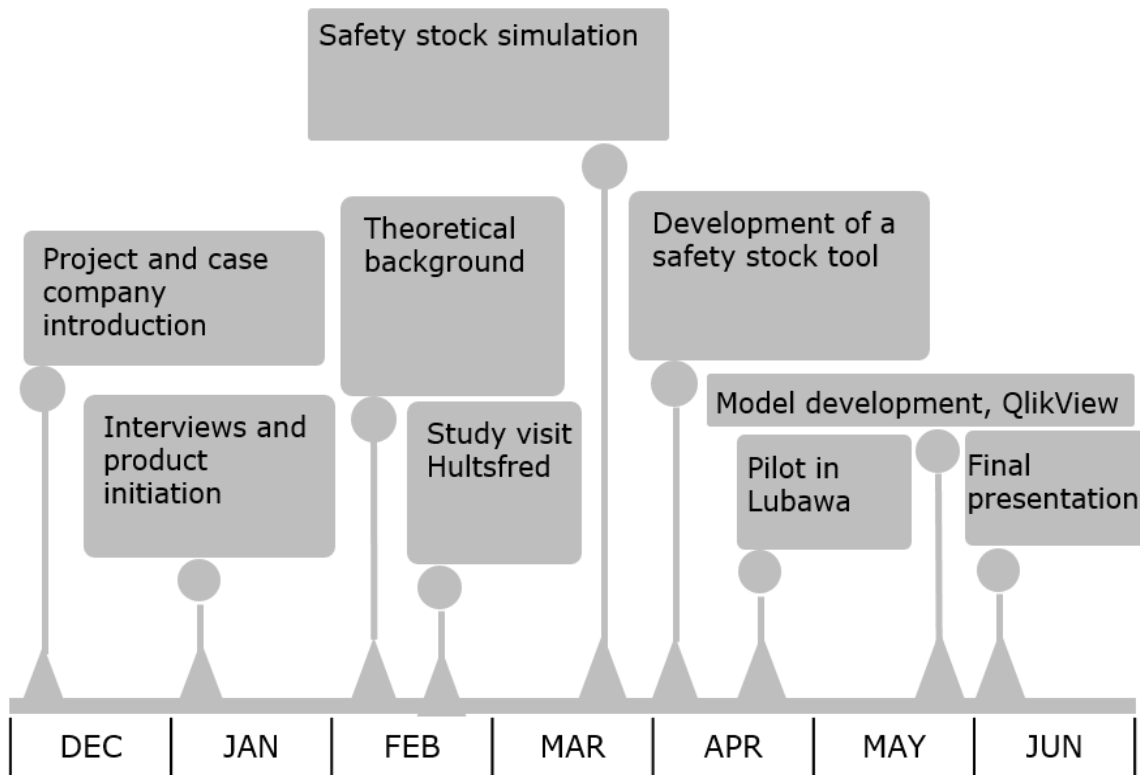 Safety stock simulation
Theoretical
background
Development of a
safety stock tool
Project and case
company
introduction
Interviews and
product
initiation
Study visit
Hultsfred
Model development, QlikView
Pilot in
Lubawa
Final
presentation
DEC
JAN
FEB
MAR
APR
MAY
JUN